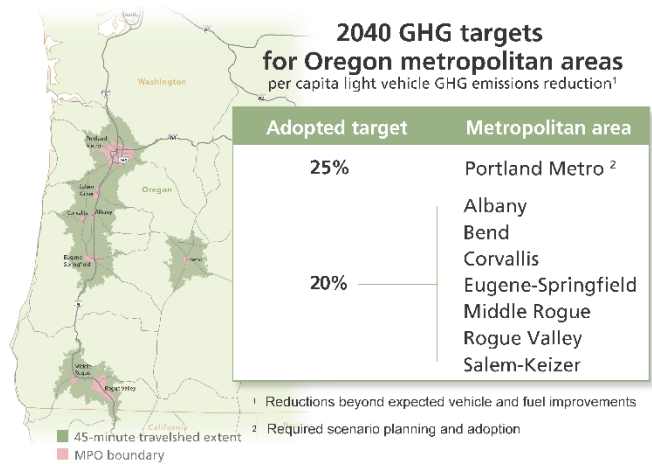 2040 GHG targets
for Oregon metropolitan areas
per capita light vehicle GHG emissions reduction¹
Adopted target
Metropolitan area
25%
Portland Metro ²
20%
Albany
Bend
Corvallis
Eugene-Springfield
Middle Rogue
Rogue Valley
Salem-Keizer
¹ Reductions beyond expected vehicle and fuel improvements
² Required scenario planning and adoption
Washington
Portland
Metro
Oregon
Salem
Keizer
Corvallis
Albany
Eugene
Springfield
Bend
Middle
Rogue
Rogue Valley
California
45-minute travelshed extent
MPO boundary